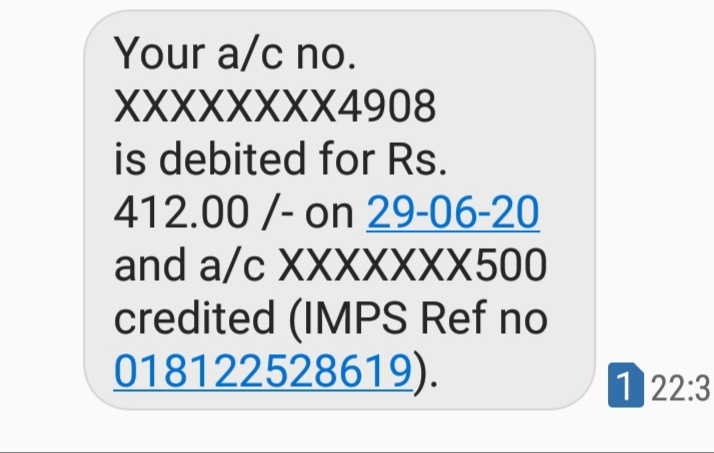 Your a/c no.
XXXXXXXX4908
is debited for Rs.
412.00 /- on 29-06-20
and a/c XXXXXXX500
credited (IMPS Ref no
018122528619).
1 22:3